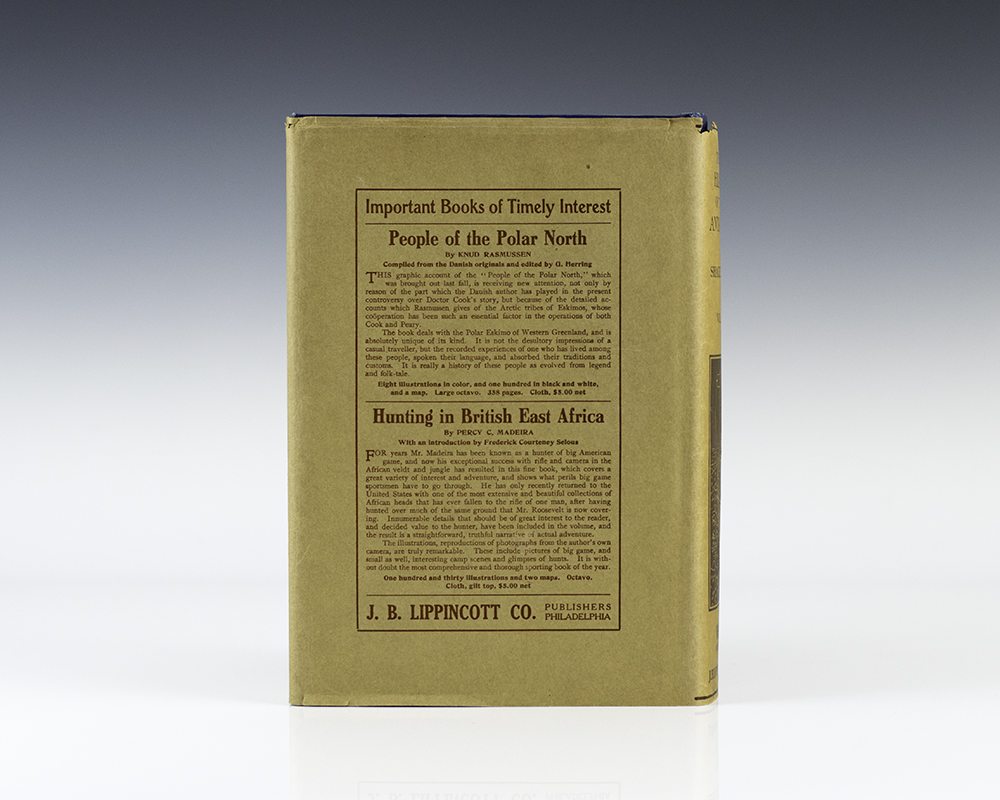 Important Books of Timely Interest
People of the Polar North
By KNUD RASMUSSEN
Compiled from the Danish originals and edited by G. Herring
THIS graphic account of the "People of the Polar North," which
was brought out last fall, is receiving new attention, not only by
reason of the part which the Danish author has played in the present
controversy over Doctor Cook's story, but because of the detailed ac-
counts which Rasmussen gives of the Arctic tribes of Eskimos, whose
coöperation has been such an essential factor in the operations of both
Cook and Peary.
The book deals with the Polar Eskimo of Western Greenland, and is
absolutely unique of its kind. It is not the desultory impressions of a
casual traveller, but the recorded experiences of one who has lived among
these people, spoken their language, and absorbed their traditions and
customs. It is really a history of these people as evolved from legend
and folk-tale.
Eight illustrations in color, and one hundred in black and white,
and a map. Large octavo. 358 pages. Cloth, $5.00 net
Hunting in British East Africa
By PERCY C. MADEIRA
With an introduction by Frederick Courteney Selous
FOR years Mr. Madeira has been known as a hunter of big American
game, and now his exceptional success with rifle and camera in the
African veldt and jungle has resulted in this fine book, which covers a
great variety of interest and adventure, and shows what perils big game
sportsmen have to go through. He has only recently returned to the
United States with one of the most extensive and beautiful collections of
African heads that has ever fallen to the rifle of one man, after having
hunted over much of the same ground that Mr. Roosevelt is now cover-
ing. Innumerable details that should be of great interest to the reader,
and decided value to the hunter, have been included in the volume, and
the result is a straightforward, truthful narrative of actual adventure.
The illustrations, reproductions of photographs from the author's own
camera, are truly remarkable. These include pictures of big game, and
small as well, interesting camp scenes and glimpses of hunts. It is with-
out doubt the most comprehensive and thorough sporting book of the year.
One hundred and thirty illustrations and two maps. Octavo.
Cloth, gilt top, $5.00 net
J. B. LIPPINCOTT CO. PUBLISHERS
PHILADELPHIA